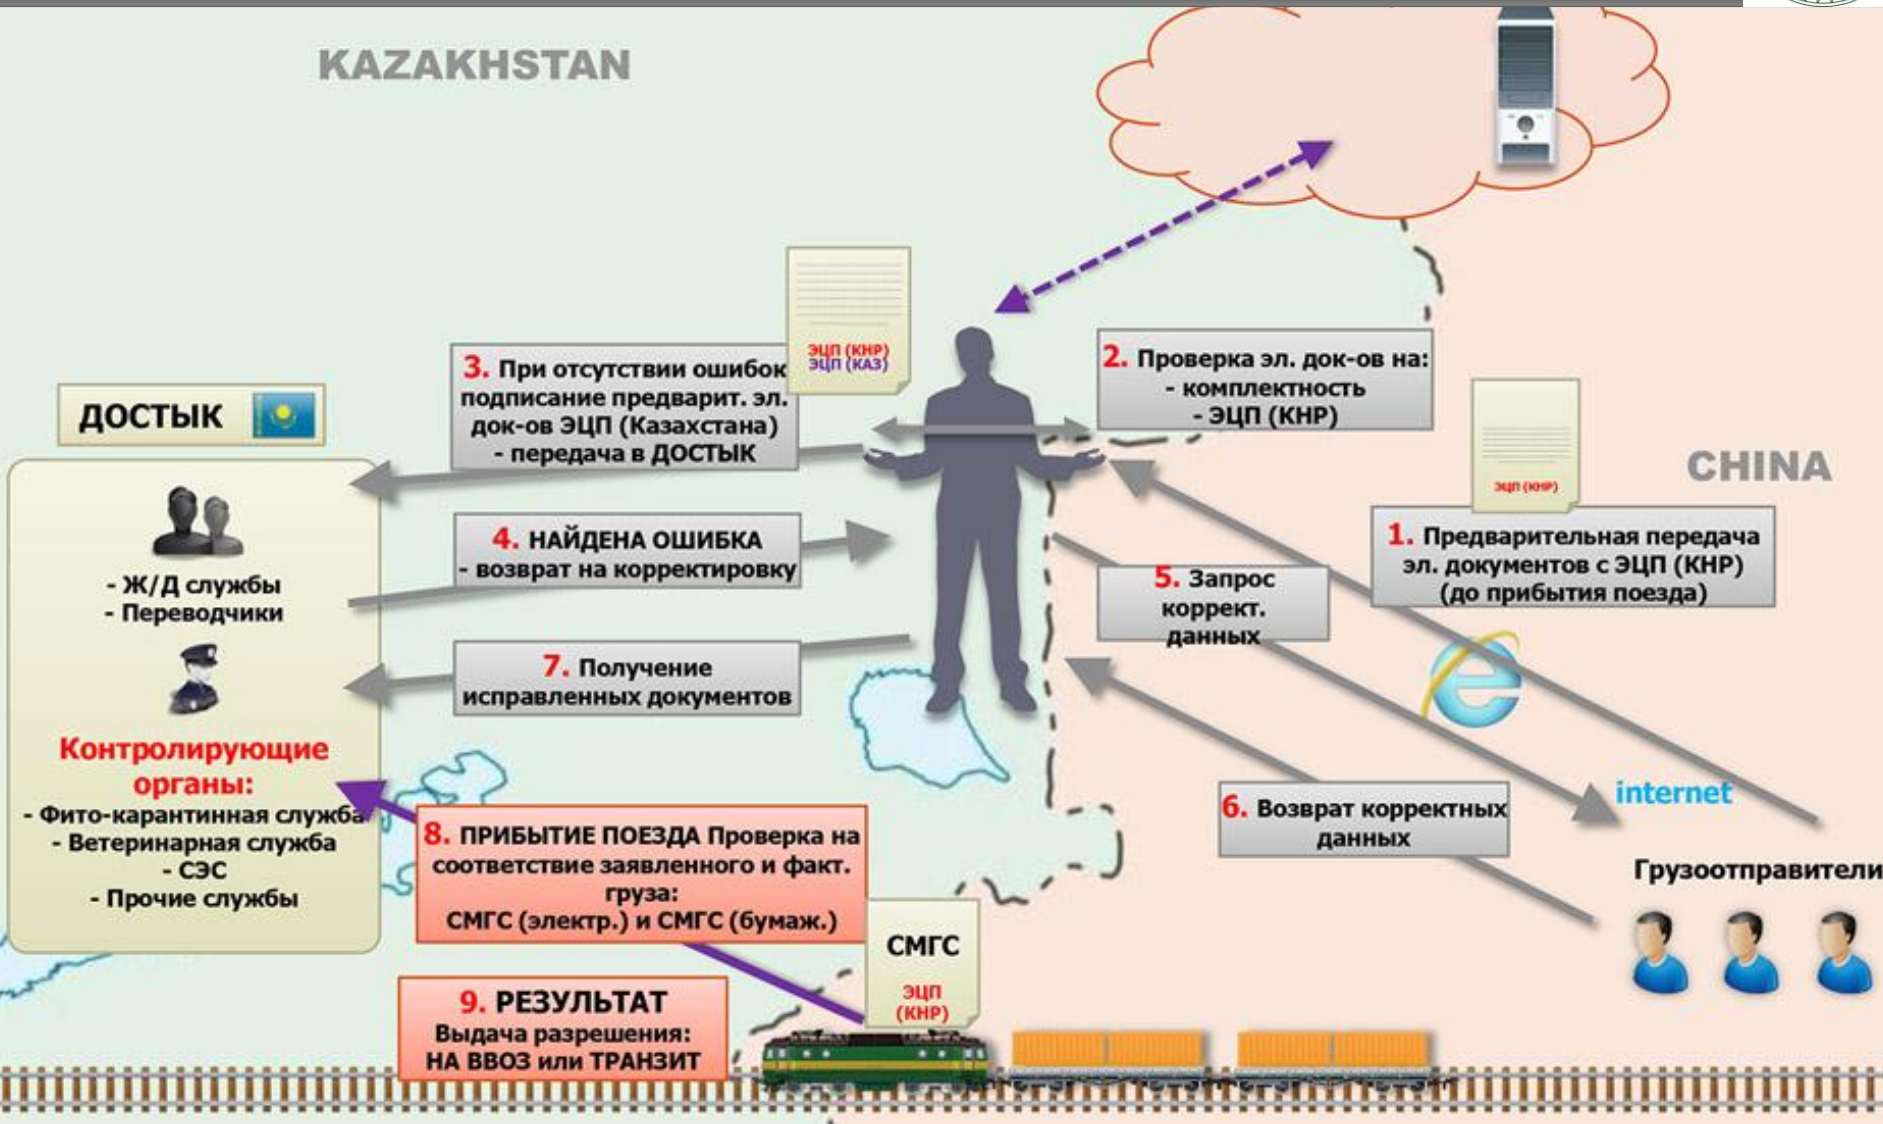 KAZAKHSTAN
ЭЦП (КНР)
ЭЦП (КАЗ)
3. При отсутствии ошибок
подписание предварит. эл.
док-ов ЭЦП (Казахстана)
- передача в ДОСТЫК
2. Проверка эл. док-ов на:
- комплектность
- ЭЦП (КНР)
ДОСТЫК
CHINA
ЭЦП (КНР)
1. Предварительная передача
эл. документов с ЭЦП (КНР)
(до прибытия поезда)
4. НАЙДЕНА ОШИБКА
- возврат на корректировку
5. Запрос
коррект.
данных
- Ж/Д службы
- Переводчики
7. Получение
исправленных документов
Контролирующие
органы:
- Фито-карантинная служба
- Ветеринарная служба
- СЭС
- Прочие службы
internet
6. Возврат корректных
данных
Грузоотправители
8. ПРИБЫТИЕ ПОЕЗДА Проверка на
соответствие заявленного и факт.
груза:
СМГС (электр.) и СМГС (бумаж.)
СМГС
ЭЦП
(КНР)
9. РЕЗУЛЬТАТ
Выдача разрешения:
НА ВВОЗ или ТРАНЗИТ